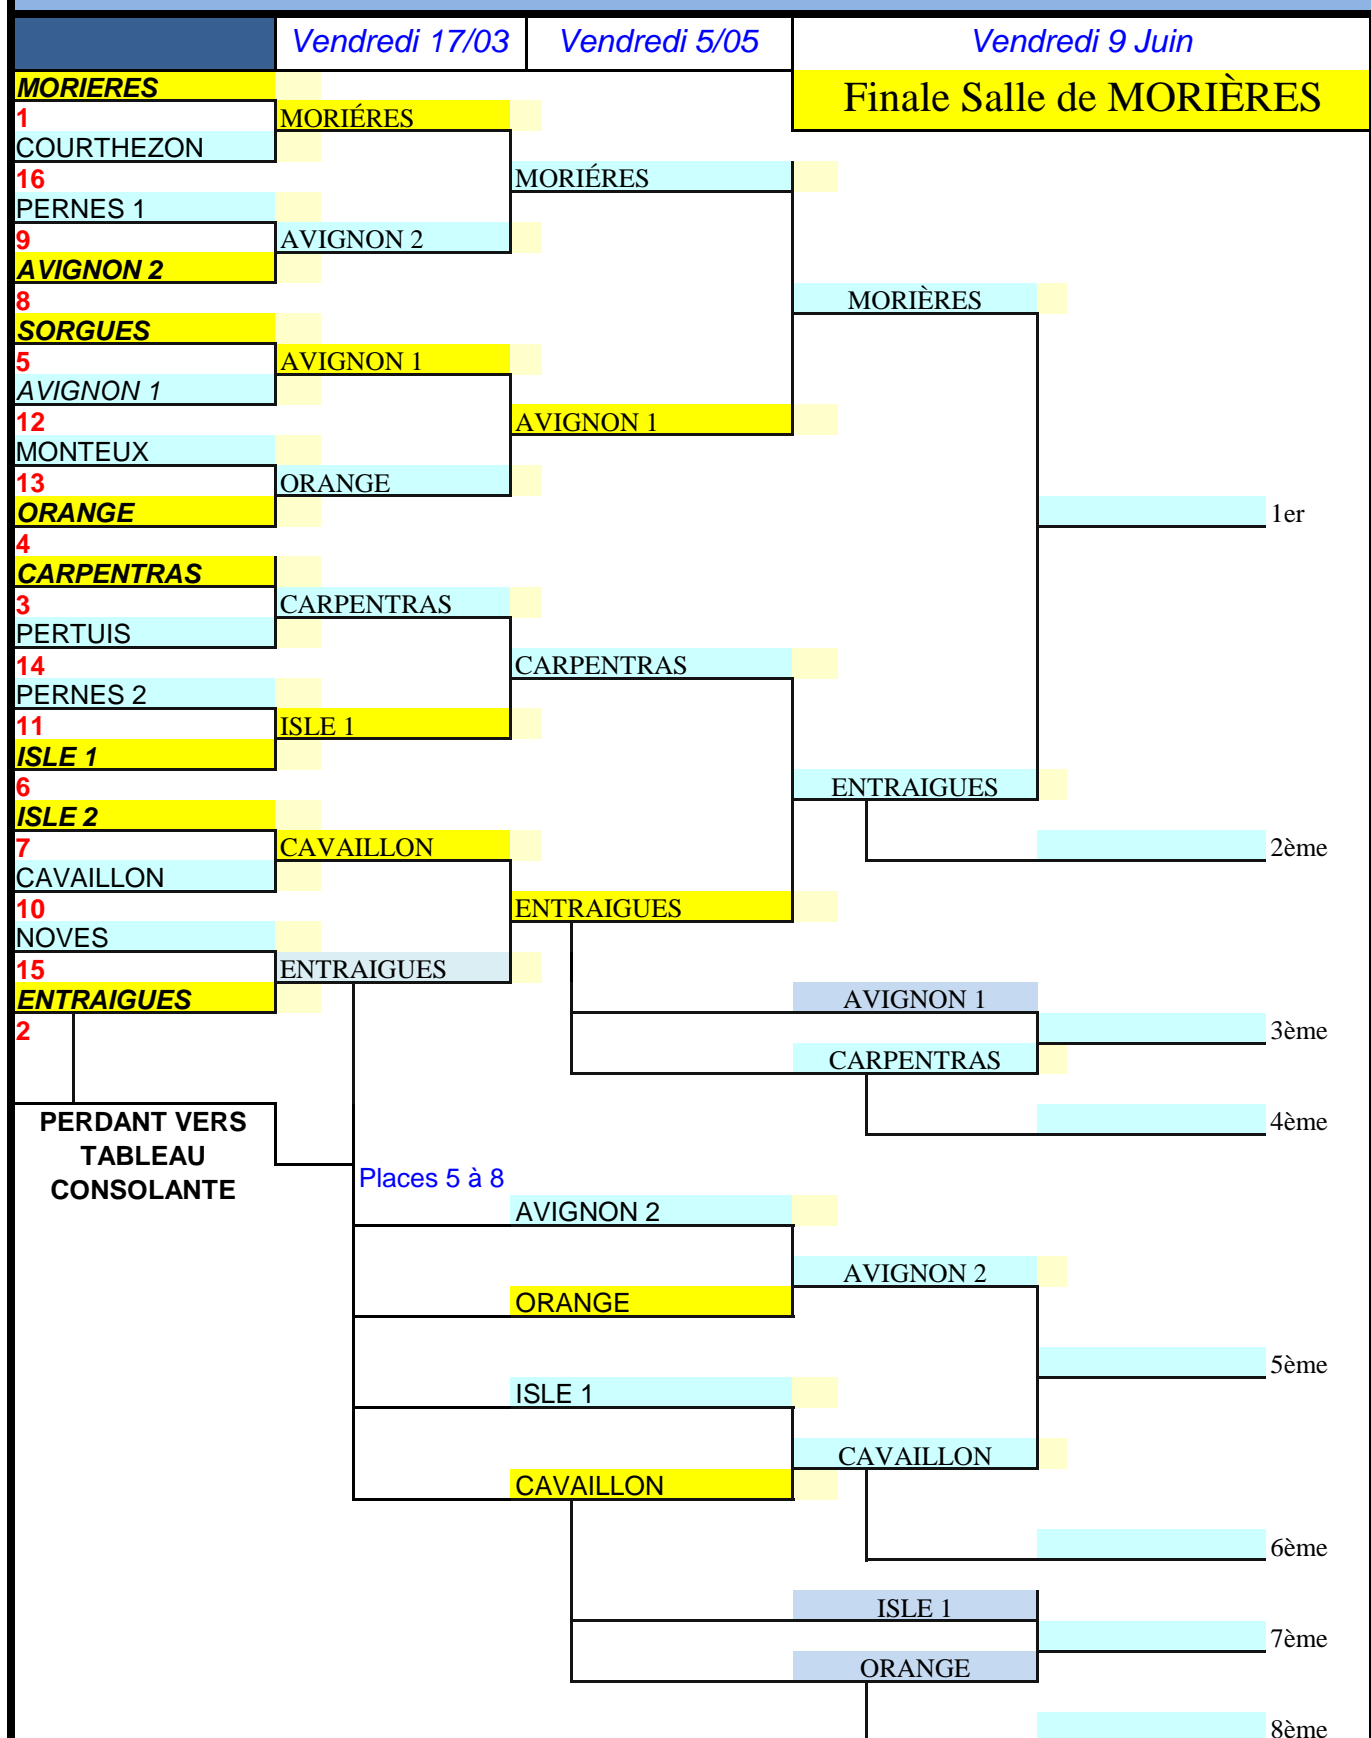 Vendredi 17/03 Vendredi 5/05 Vendredi 9 Juin
MORIERES
Finale Salle de MORIÈRES
1 MORIÉRES
COURTHEZON
16 MORIÉRES
PERNES 1
9 AVIGNON 2
AVIGNON 2
8 MORIÈRES
SORGUES
5 AVIGNON 1
AVIGNON 1
12 AVIGNON 1
MONTEUX
13 ORANGE
ORANGE 1er
4
CARPENTRAS
3 CARPENTRAS
PERTUIS
14 CARPENTRAS
PERNES 2
11 ISLE 1
ISLE 1
6 ENTRAIGUES
ISLE 2
7 CAVAILLON 2ème
CAVAILLON
10 ENTRAIGUES
NOVES
15 ENTRAIGUES
ENTRAIGUES AVIGNON 1
2 3ème
CARPENTRAS
PERDANT VERS 4ème
TABLEAU
CONSOLANTE
Places 5 à 8
AVIGNON 2
AVIGNON 2
ORANGE
5ème
ISLE 1
CAVAILLON
CAVAILLON
6ème
ISLE 1
7ème
ORANGE
8ème